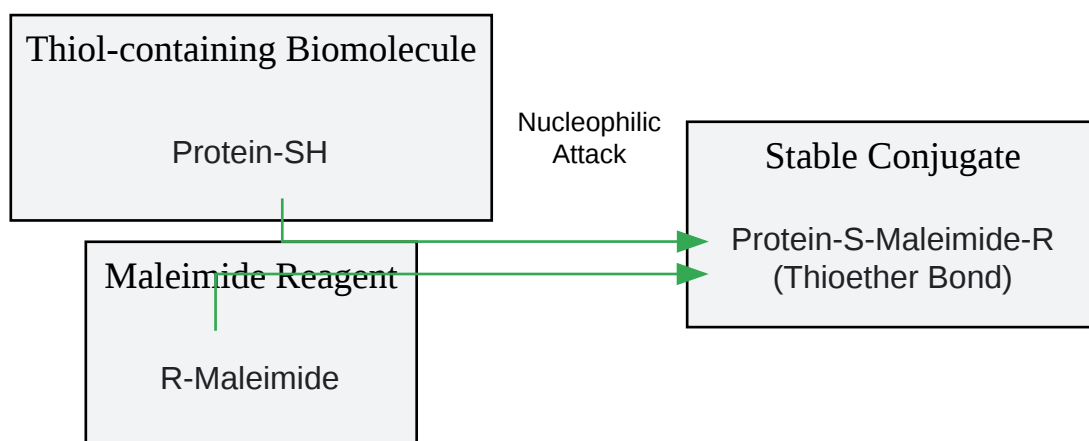 Thiol-containing Biomolecule
Protein-SH
Nucleophilic
Attack
Stable Conjugate
Protein-S-Maleimide-R
(Thioether Bond)
Maleimide Reagent
R-Maleimide